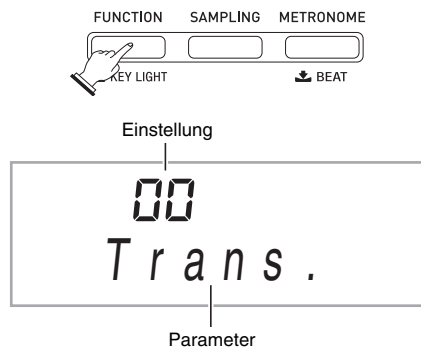 FUNCTION SAMPLING METRONOME
KEY LIGHT BEAT
Einstellung
00
Trans.
Parameter